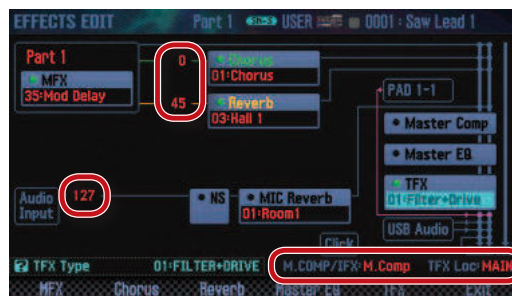 EFFECTS EDIT Part 1 SH-S USER 0001 : Saw Lead 1
Part 1
MFX
35:Mod Delay
0
Chorus
01:Chorus
45
Reverb
03:Hall 1
PAD 1-1
Master Comp
Master EQ
TFX
01:Filter+Drive
Audio
Input
127
NS
MIC Reverb
01:Room1
USB Audio
Click
TFX Type 01:FILTER+DRIVE M.COMP/IFX:M.Comp TFX Loc:MAIN
MFX Chorus Reverb Master EQ TFX EXIT